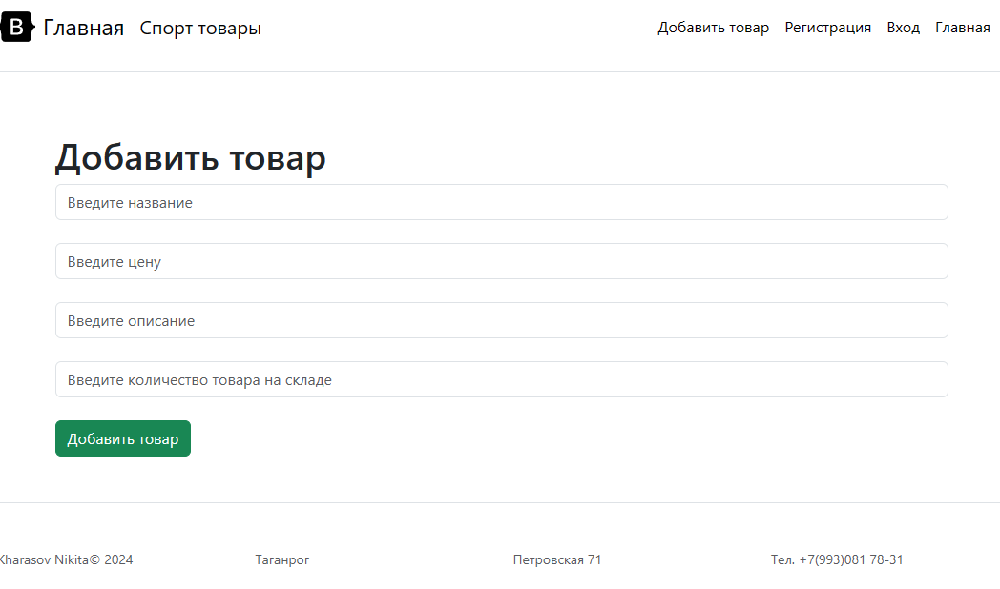 B Главная Спорт товары Добавить товар Регистрация Вход Главная
Добавить товар
Введите название
Введите цену
Введите описание
Введите количество товара на складе
Добавить товар
Kharasov Nikita© 2024 Таганрог Петровская 71 Тел. +7(993)081 78-31